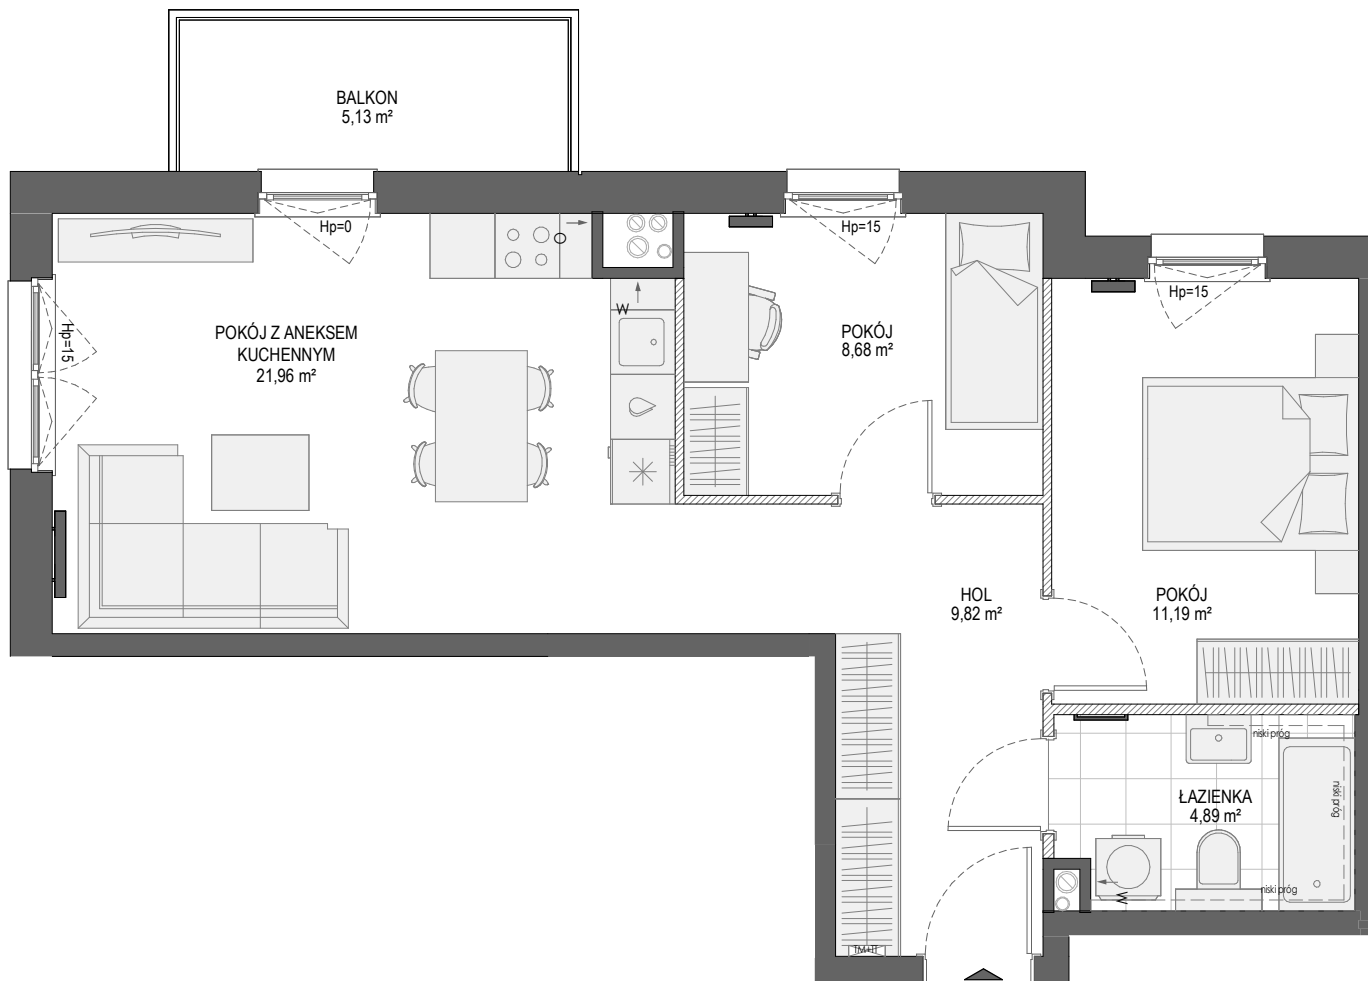 BALKON
5,13 m²
Hp=0
Hp=15
Hp=15
Hp=15
POKÓJ Z ANEKSEM
KUCHENNYM
21,96 m²
W
POKÓJ
8,68 m²
HOL
9,82 m²
POKÓJ
11,19 m²
niski próg
niski próg
ŁAZIENKA
4,89 m²
niski próg
W